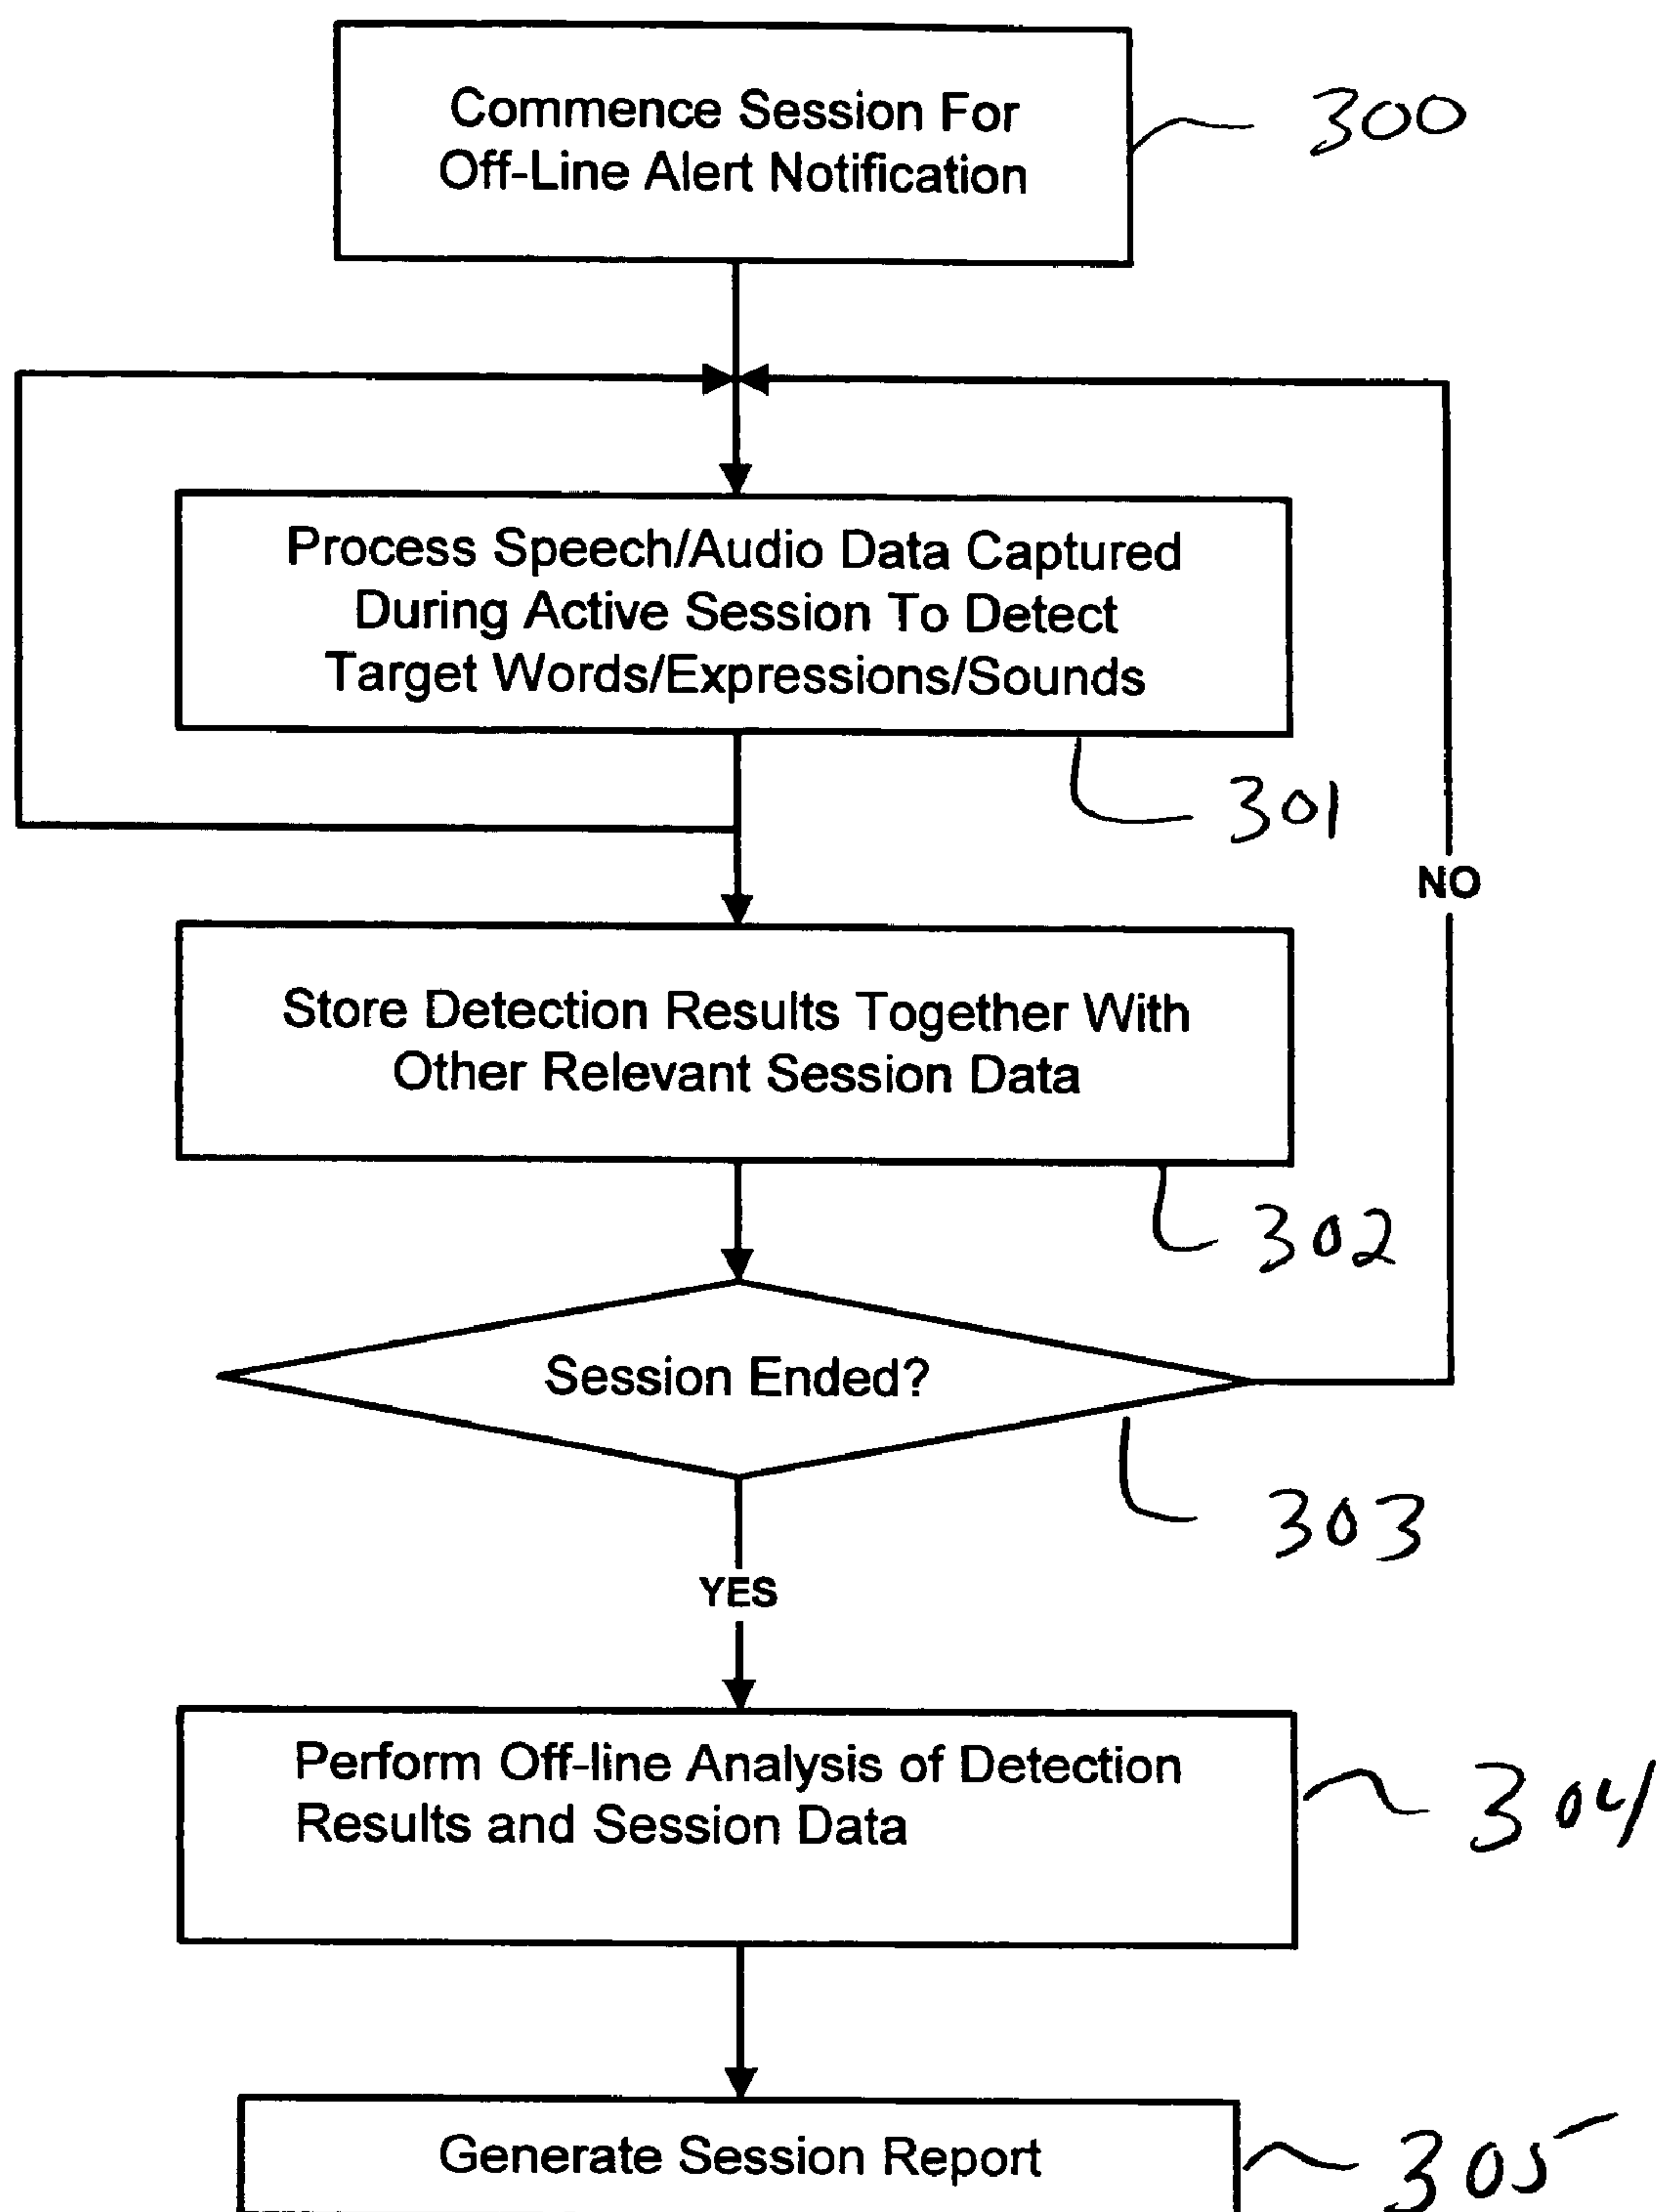 Commence Session For
Off-Line Alert Notification
300
Process Speech/Audio Data Captured
During Active Session To Detect
Target Words/Expressions/Sounds
301
NO
Store Detection Results Together With
Other Relevant Session Data
302
Session Ended?
303
YES
Perform Off-line Analysis of Detection
Results and Session Data
304
Generate Session Report
305